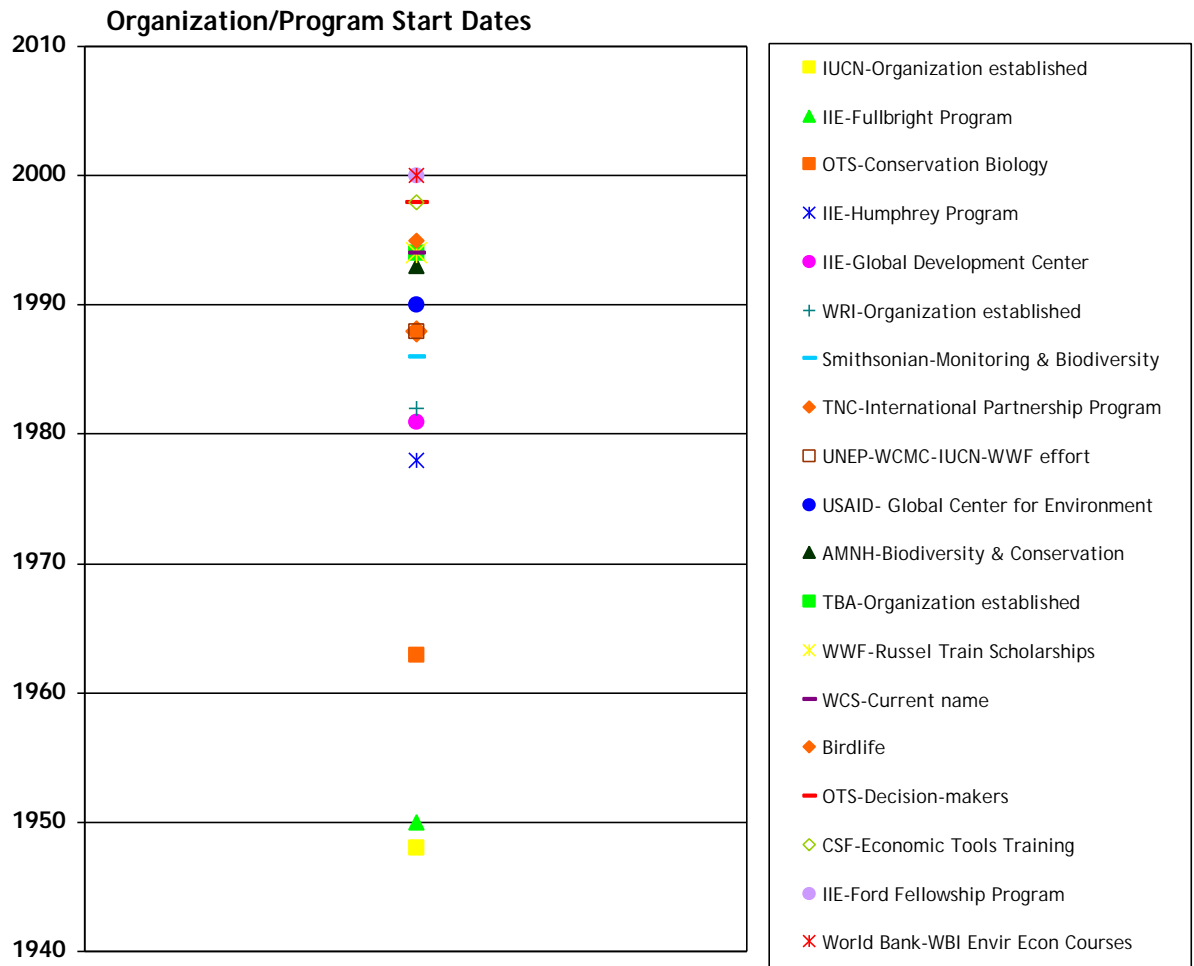 Organization/Program Start Dates
2010
2000
1990
1980
1970
1960
1950
1940
IUCN-Organization established
IIE-Fullbright Program
OTS-Conservation Biology
IIE-Humphrey Program
IIE-Global Development Center
WRI-Organization established
Smithsonian-Monitoring & Biodiversity
TNC-International Partnership Program
UNEP-WCMC-IUCN-WWF effort
USAID- Global Center for Environment
AMNH-Biodiversity & Conservation
TBA-Organization established
WWF-Russel Train Scholarships
WCS-Current name
Birdlife
OTS-Decision-makers
CSF-Economic Tools Training
IIE-Ford Fellowship Program
World Bank-WBI Envir Econ Courses